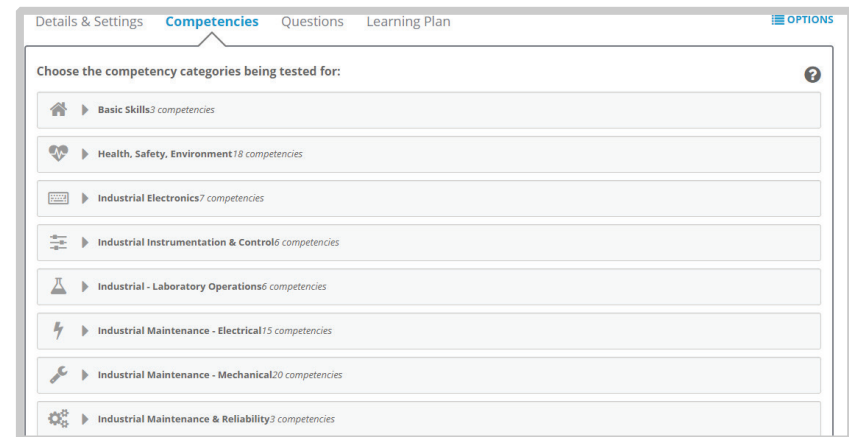 Details & Settings Competencies Questions Learning Plan OPTIONS
Choose the competency categories being tested for: ?
Basic Skills3 competencies
Health, Safety, Environment18 competencies
Industrial Electronics7 competencies
Industrial Instrumentation & Control6 competencies
Industrial - Laboratory Operations6 competencies
Industrial Maintenance - Electrical15 competencies
Industrial Maintenance - Mechanical20 competencies
Industrial Maintenance & Reliability3 competencies